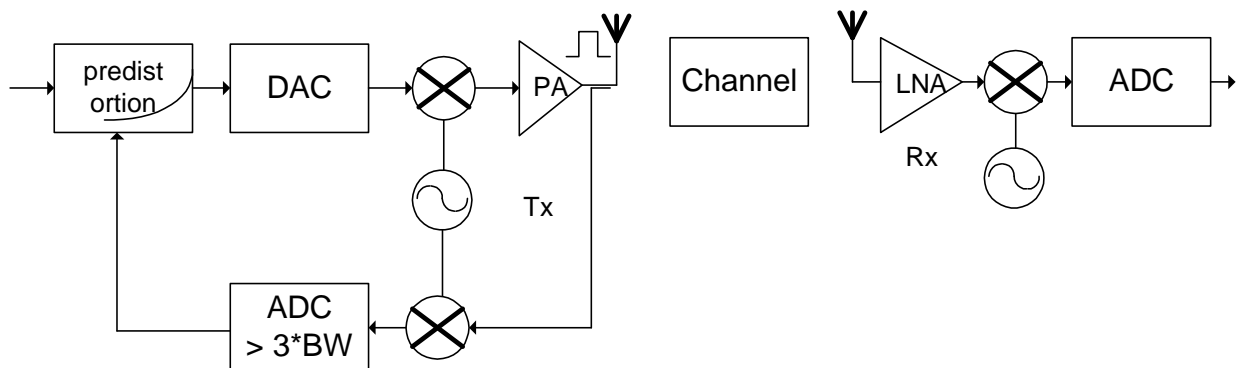 predist
ortion
DAC
PA
Channel
LNA
ADC
Rx
Tx
ADC
> 3*BW